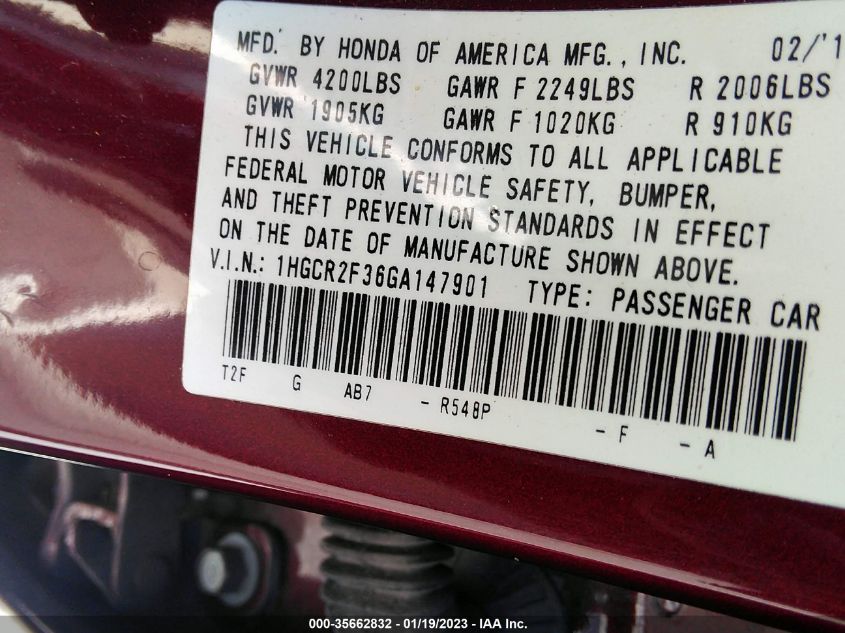 MFD. BY HONDA OF AMERICA MFG., INC. 02/'1
GVWR 4200LBS GAWR F 2249LBS R 2006LBS
GVWR 1905KG GAWR F 1020KG R 910KG
THIS VEHICLE CONFORMS TO ALL APPLICABLE
FEDERAL MOTOR VEHICLE SAFETY, BUMPER,
AND THEFT PREVENTION STANDARDS IN EFFECT
ON THE DATE OF MANUFACTURE SHOWN ABOVE.
V.I.N.: 1HGCR2F36GA147901 TYPE: PASSENGER CAR
T2F G AB7 - R548P - F - A
000-35662832 - 01/19/2023 - IAA Inc.